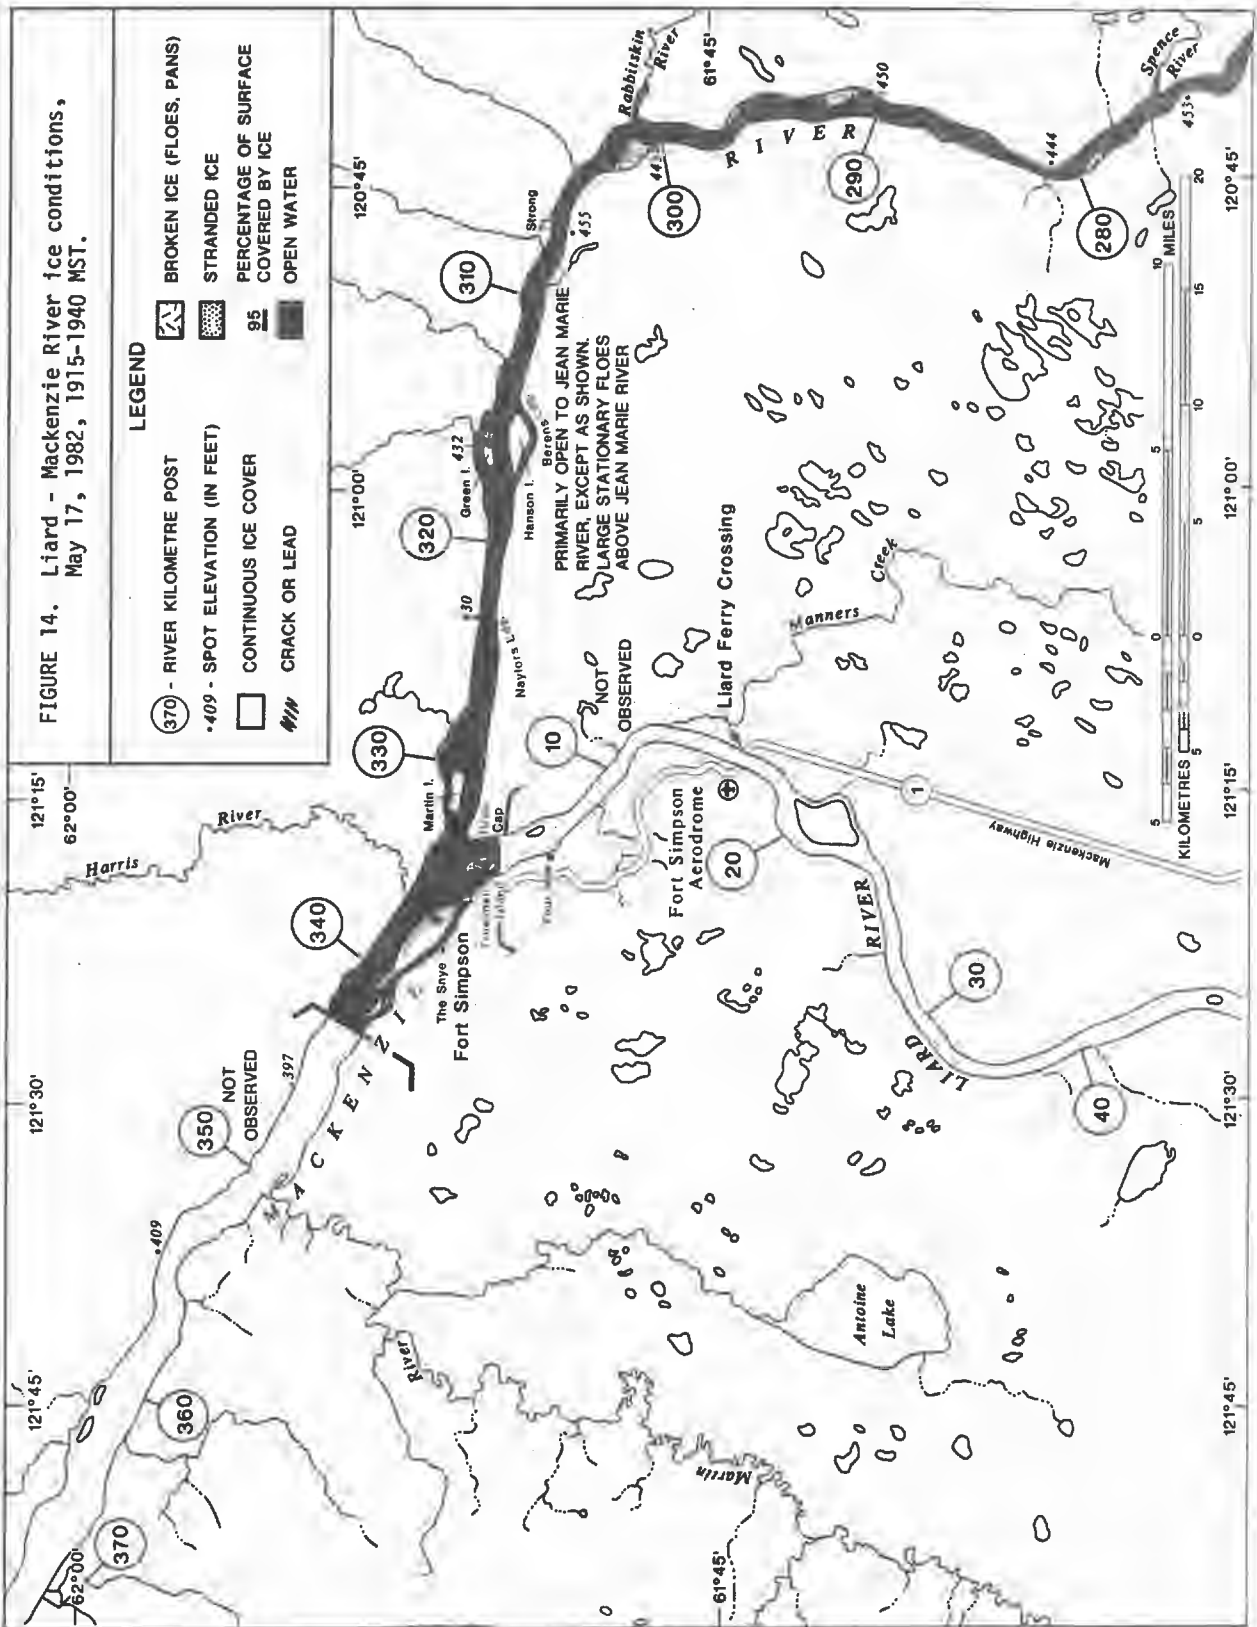 FIGURE 14. Liard - Mackenzie River ice conditions,
May 17, 1982, 1915-1940 MST.
LEGEND
370 - RIVER KILOMETRE POST
•409 - SPOT ELEVATION (IN FEET)
CONTINUOUS ICE COVER
CRACK OR LEAD
BROKEN ICE (FLOES, PANS)
STRANDED ICE
95 PERCENTAGE OF SURFACE
COVERED BY ICE
OPEN WATER
121°45'
121°30'
121°15'
62°00'
121°00'
120°45'
62°00'
370
360
•409
350
NOT
OBSERVED
397
340
Harris
River
MACKENZIE
The Snye
Fort Simpson
Martin I.
330
Cap
30
320
Green I.
432
Hanson I.
310
Strong
455
Rabbitskin
River
300
61°45'
RIVER
450
290
•444
280
Spence
River
453•
PRIMARILY OPEN TO JEAN MARIE
RIVER, EXCEPT AS SHOWN.
LARGE STATIONARY FLOES
ABOVE JEAN MARIE RIVER
10
NOT
OBSERVED
Liard Ferry Crossing
Manners
Creek
Fort Simpson
Aerodrome
20
1
Mackenzie Highway
RIVER
30
LIARD
40
River
Martin
Antoine
Lake
61°45'
5 0 5 10 MILES
KILOMETRES 5 0 5 10 15 20
121°45'
121°30'
121°15'
121°00'
120°45'